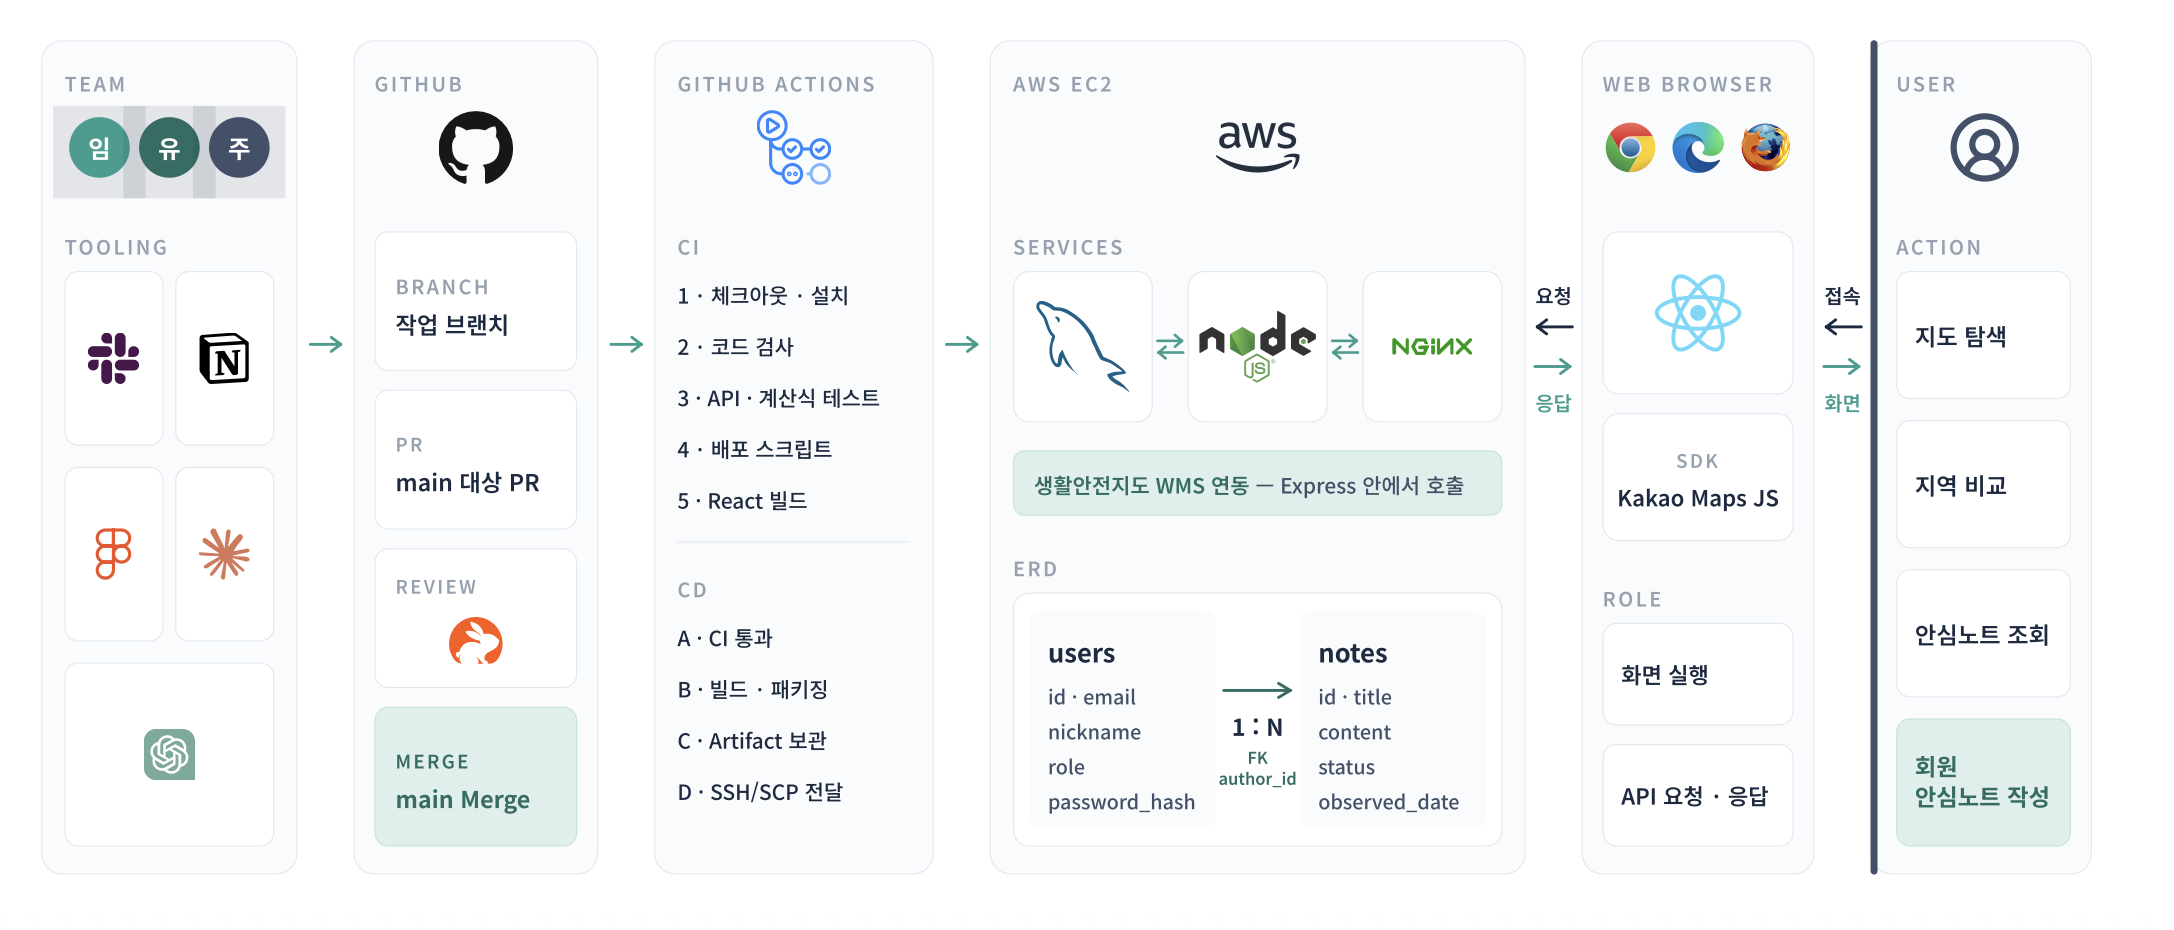 TEAM
임 유 주
TOOLING
N
GITHUB
BRANCH
작업 브랜치
PR
main 대상 PR
REVIEW
MERGE
main Merge
GITHUB ACTIONS
CI
1 · 체크아웃 · 설치
2 · 코드 검사
3 · API · 계산식 테스트
4 · 배포 스크립트
5 · React 빌드
CD
A · CI 통과
B · 빌드 · 패키징
C · Artifact 보관
D · SSH/SCP 전달
AWS EC2
aws
SERVICES
node
JS
NGINX
생활안전지도 WMS 연동 — Express 안에서 호출
ERD
users
id · email
nickname
role
password_hash
1 : N
FK
author_id
notes
id · title
content
status
observed_date
요청
응답
WEB BROWSER
SDK
Kakao Maps JS
ROLE
화면 실행
API 요청 · 응답
접속
화면
USER
ACTION
지도 탐색
지역 비교
안심노트 조회
회원
안심노트 작성